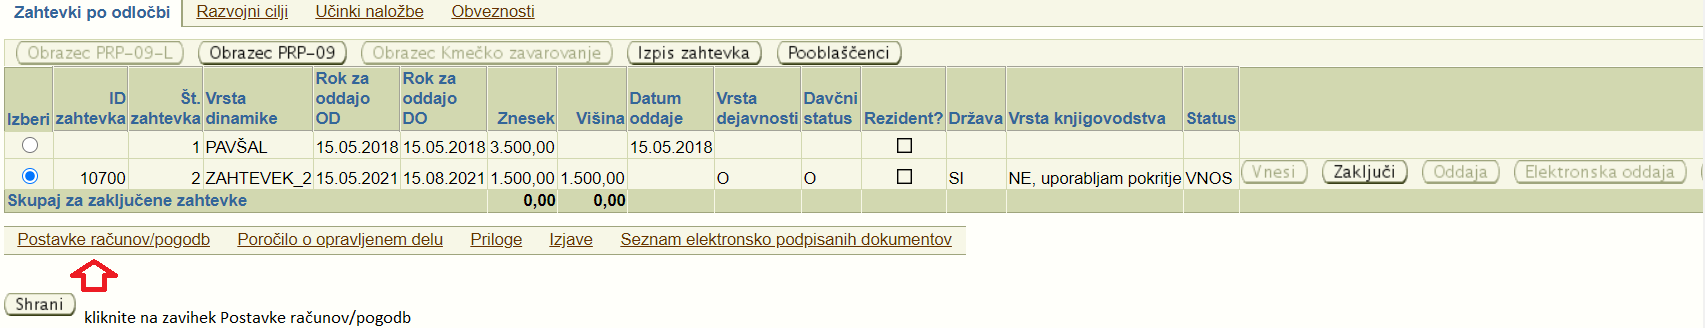 Zahtevki po odločbi Razvojni cilji Učinki naložbe Obveznosti
Obrazec PRP-09-L Obrazec PRP-09 Obrazec Kmečko zavarovanje Izpis zahtevka Pooblaščenci
Izberi ID zahtevka Št. zahtevka Vrsta dinamike Rok za oddajo OD Rok za oddajo DO Znesek Višina Datum oddaje Vrsta dejavnosti Davčni status Rezident? Država Vrsta knjigovodstva Status
1 PAVŠAL 15.05.2018 15.05.2018 3.500,00 15.05.2018
10700 2 ZAHTEVEK_2 15.05.2021 15.08.2021 1.500,00 1.500,00 O O SI NE, uporabljam pokritje VNOS Vnesi Zaključi Oddaja Elektronska oddaja
Skupaj za zaključene zahtevke 0,00 0,00
Postavke računov/pogodb Poročilo o opravljenem delu Priloge Izjave Seznam elektronsko podpisanih dokumentov
Shrani
kliknite na zavihek Postavke računov/pogodb